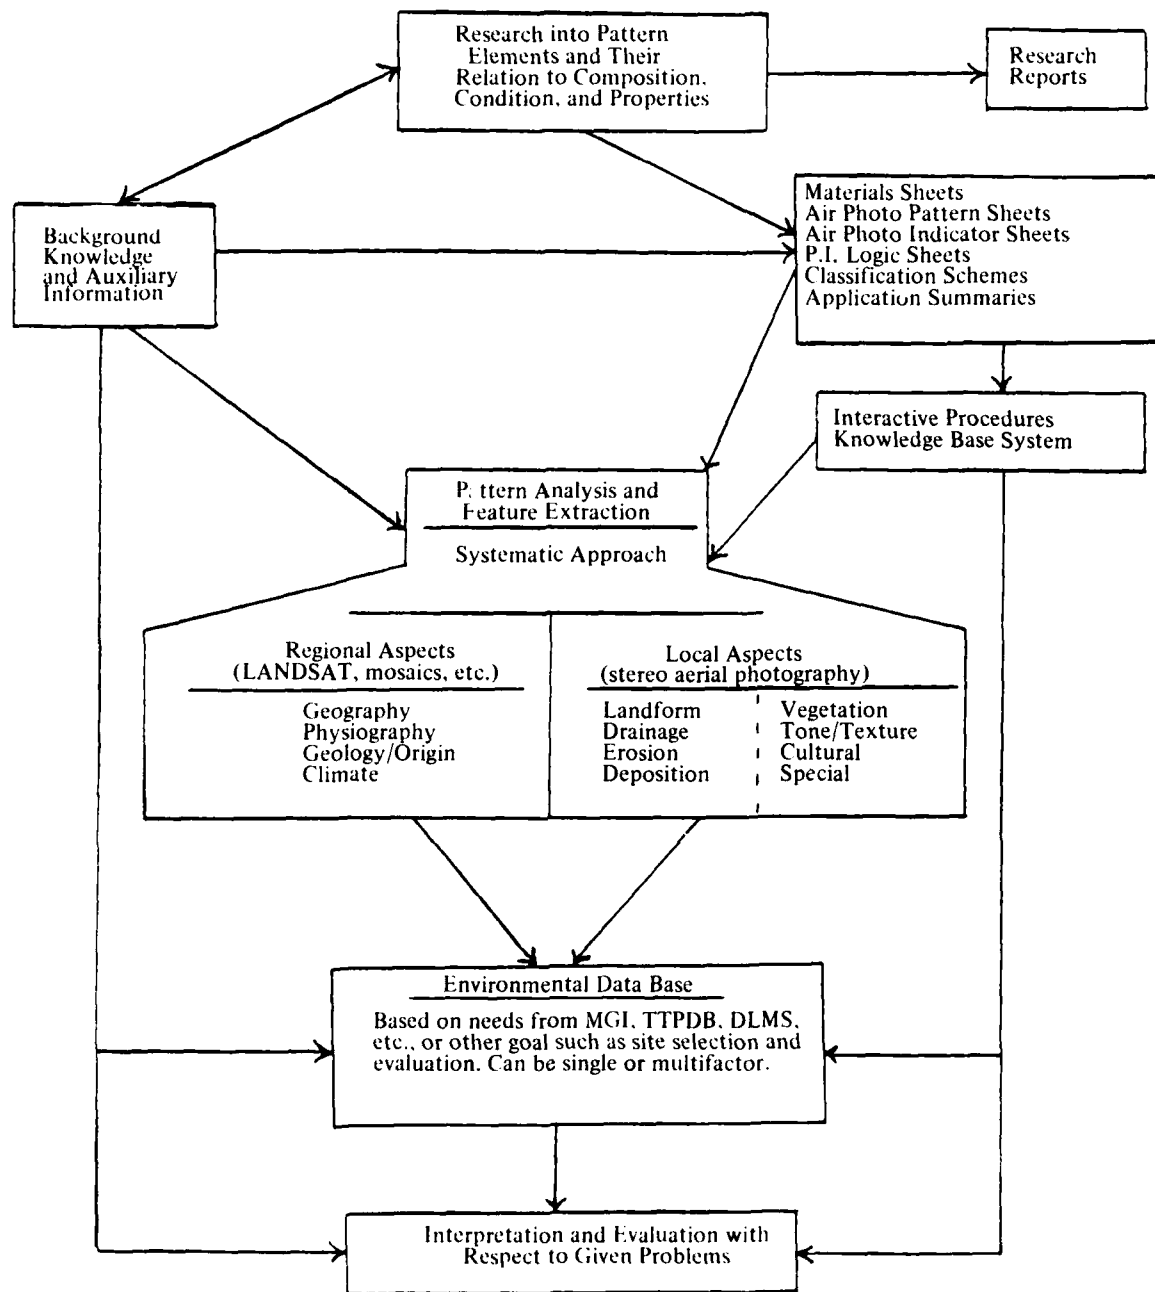 Research into Pattern
Elements and Their
Relation to Composition,
Condition, and Properties
Research
Reports
Background
Knowledge
and Auxiliary
Information
Materials Sheets
Air Photo Pattern Sheets
Air Photo Indicator Sheets
P.I. Logic Sheets
Classification Schemes
Application Summaries
Interactive Procedures
Knowledge Base System
Pattern Analysis and
Feature Extraction
Systematic Approach
Regional Aspects
(LANDSAT, mosaics, etc.)
Geography
Physiography
Geology/Origin
Climate
Local Aspects
(stereo aerial photography)
Landform
Drainage
Erosion
Deposition
Vegetation
Tone/Texture
Cultural
Special
Environmental Data Base
Based on needs from MGI, TTPDB, DLMS,
etc., or other goal such as site selection and
evaluation. Can be single or multifactor.
Interpretation and Evaluation with
Respect to Given Problems